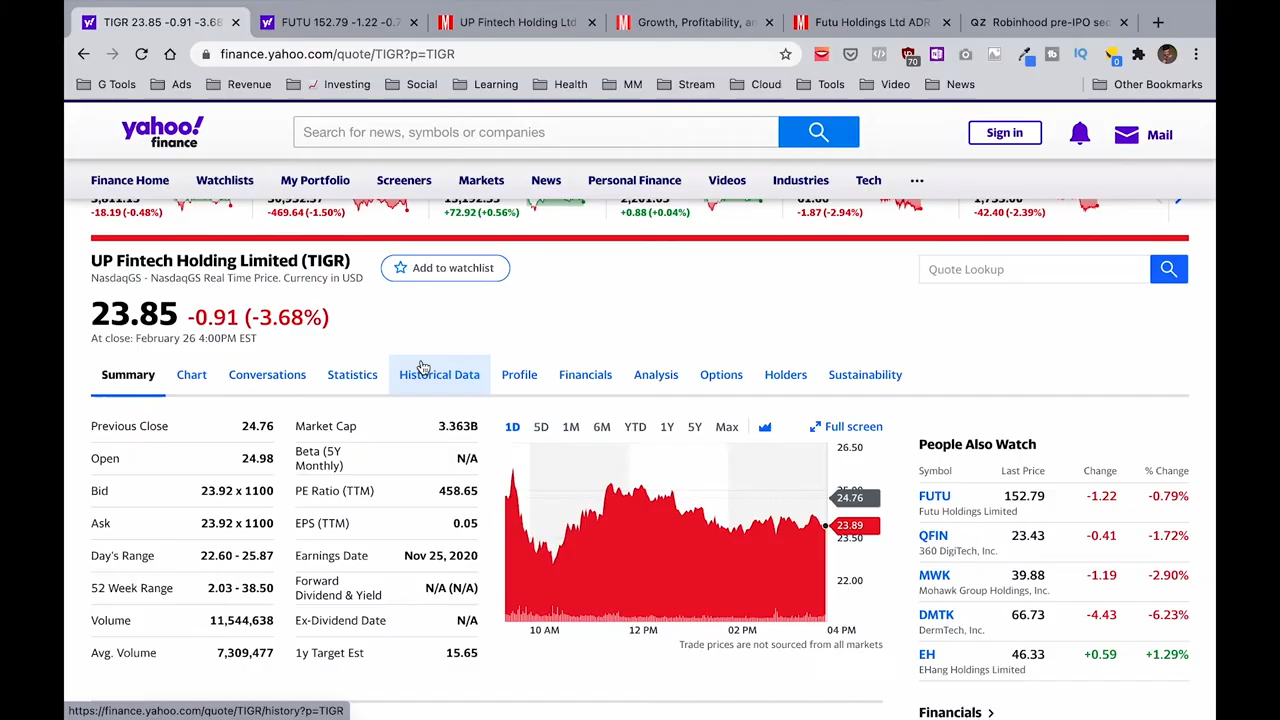 TIGR 23.85 -0.91 -3.68
FUTU 152.79 -1.22 -0.7
UP Fintech Holding Ltd
Growth, Profitability, an
Futu Holdings Ltd ADR
QZ Robinhood pre-IPO sec
finance.yahoo.com/quote/TIGR?p=TIGR
70
IQ
0
G Tools
Ads
Revenue
Investing
Social
Learning
Health
MM
Stream
Cloud
Tools
Video
News
Other Bookmarks
yahoo!
finance
Search for news, symbols or companies
Sign in
Mail
Finance Home
Watchlists
My Portfolio
Screeners
Markets
News
Personal Finance
Videos
Industries
Tech
-18.19 (-0.48%)
-469.64 (-1.50%)
+72.92 (+0.56%)
+0.88 (+0.04%)
-1.87 (-2.94%)
-42.40 (-2.39%)
UP Fintech Holding Limited (TIGR)
NasdaqGS - NasdaqGS Real Time Price. Currency in USD
Add to watchlist
Quote Lookup
23.85 -0.91 (-3.68%)
At close: February 26 4:00PM EST
Summary
Chart
Conversations
Statistics
Historical Data
Profile
Financials
Analysis
Options
Holders
Sustainability
Previous Close 24.76
Open 24.98
Bid 23.92 x 1100
Ask 23.92 x 1100
Day's Range 22.60 - 25.87
52 Week Range 2.03 - 38.50
Volume 11,544,638
Avg. Volume 7,309,477
Market Cap 3.363B
Beta (5Y
Monthly) N/A
PE Ratio (TTM) 458.65
EPS (TTM) 0.05
Earnings Date Nov 25, 2020
Forward
Dividend & Yield N/A (N/A)
Ex-Dividend Date N/A
1y Target Est 15.65
1D 5D 1M 6M YTD 1Y 5Y Max
Full screen
26.50
24.76
23.89
23.50
22.00
10 AM 12 PM 02 PM 04 PM
Trade prices are not sourced from all markets
People Also Watch
Symbol Last Price Change % Change
FUTU 152.79 -1.22 -0.79%
Futu Holdings Limited
QFIN 23.43 -0.41 -1.72%
360 DigiTech, Inc.
MWK 39.88 -1.19 -2.90%
Mohawk Group Holdings, Inc.
DMTK 66.73 -4.43 -6.23%
DermTech, Inc.
EH 46.33 +0.59 +1.29%
EHang Holdings Limited
Financials
https://finance.yahoo.com/quote/TIGR/history?p=TIGR